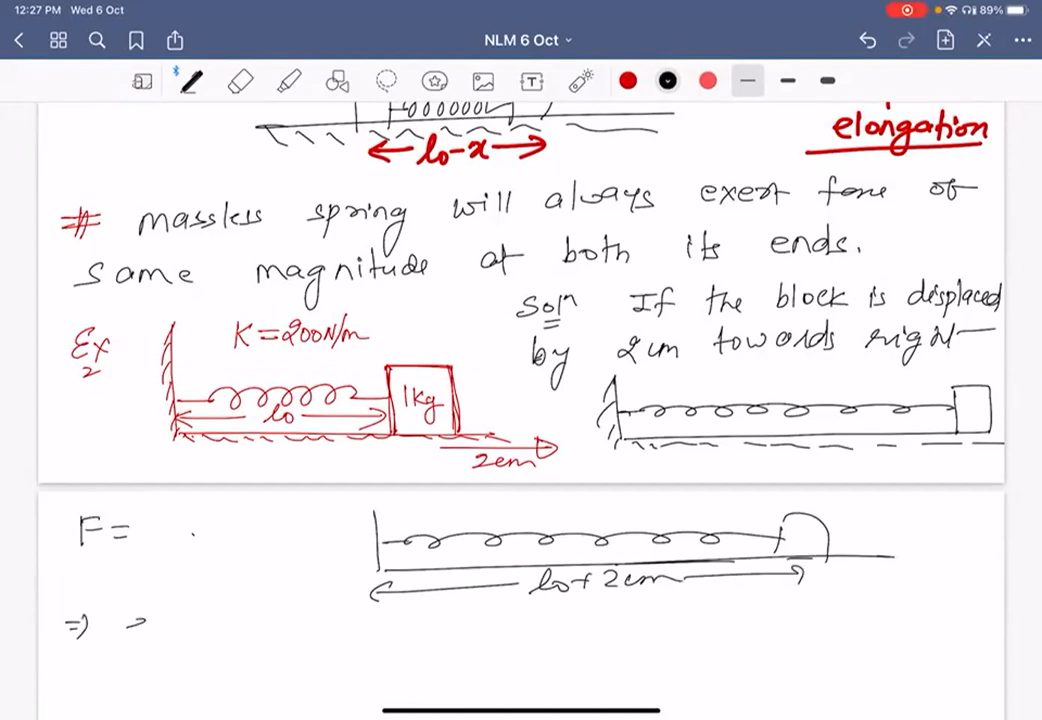 12:27 PM Wed 6 Oct
89%
NLM 6 Oct
T
elongation
l0-x
# massless spring will always exert force of
same magnitude at both its ends.
Ex 2
K=200N/m
l0
1kg
2cm
Soln If the block is displaced
by 2cm towards right
F =
l0+2cm
⇒